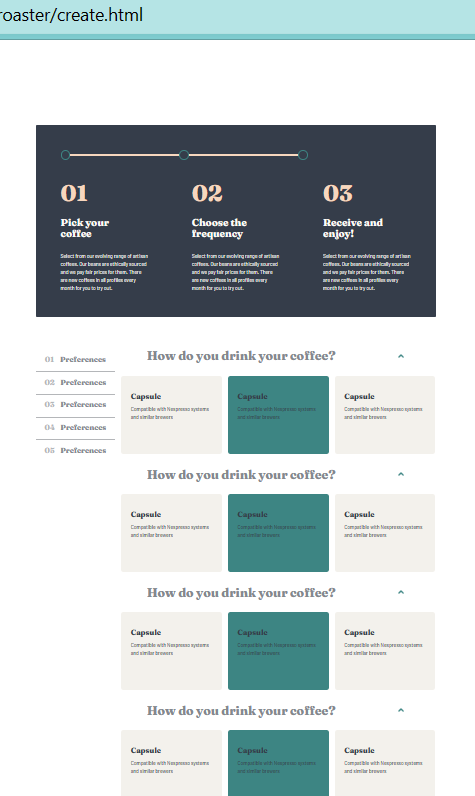 roaster/create.html
01
02
03
Pick your
coffee
Choose the
frequency
Receive and
enjoy!
Select from our evolving range of artisan
coffees. Our beans are ethically sourced
and we pay fair prices for them. There
are new coffees in all profiles every
month for you to try out.
Select from our evolving range of artisan
coffees. Our beans are ethically sourced
and we pay fair prices for them. There
are new coffees in all profiles every
month for you to try out.
Select from our evolving range of artisan
coffees. Our beans are ethically sourced
and we pay fair prices for them. There
are new coffees in all profiles every
month for you to try out.
01 Preferences
02 Preferences
03 Preferences
04 Preferences
05 Preferences
How do you drink your coffee?
Capsule
Compatible with Nespresso systems
and similar brewers
Capsule
Compatible with Nespresso systems
and similar brewers
Capsule
Compatible with Nespresso systems
and similar brewers
How do you drink your coffee?
Capsule
Compatible with Nespresso systems
and similar brewers
Capsule
Compatible with Nespresso systems
and similar brewers
Capsule
Compatible with Nespresso systems
and similar brewers
How do you drink your coffee?
Capsule
Compatible with Nespresso systems
and similar brewers
Capsule
Compatible with Nespresso systems
and similar brewers
Capsule
Compatible with Nespresso systems
and similar brewers
How do you drink your coffee?
Capsule
Compatible with Nespresso systems
and similar brewers
Capsule
Compatible with Nespresso systems
and similar brewers
Capsule
Compatible with Nespresso systems
and similar brewers